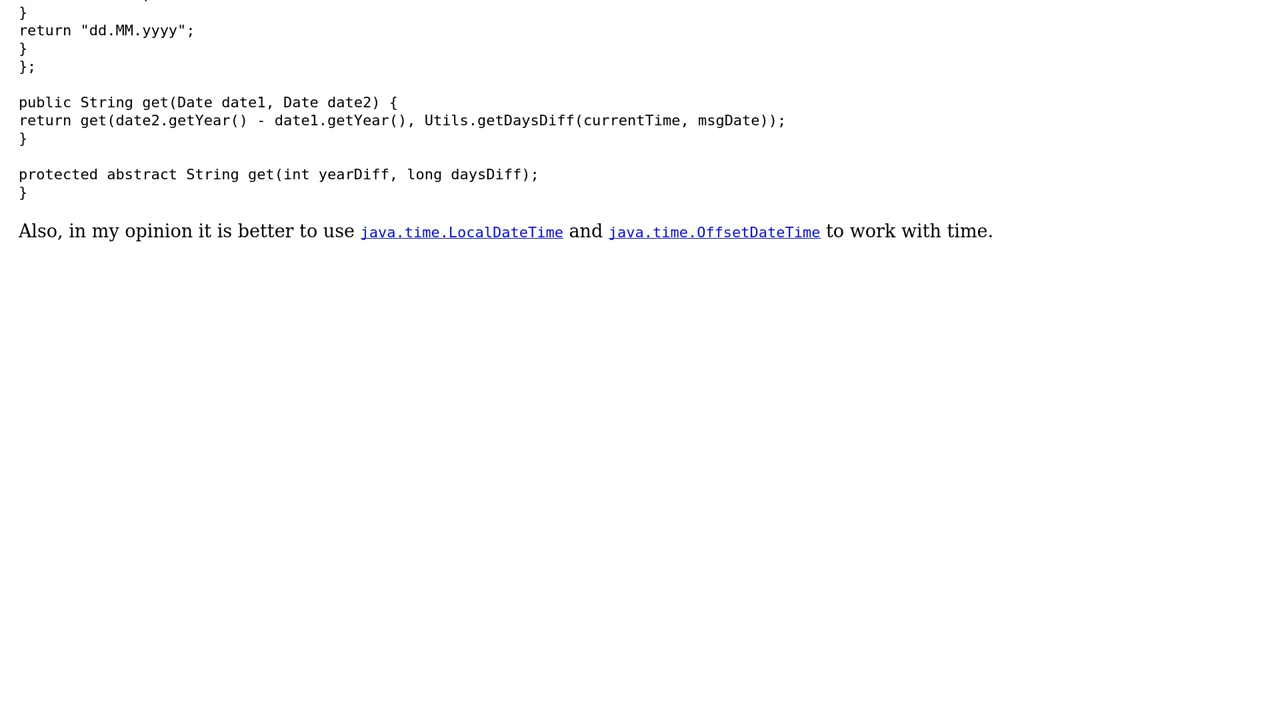 }
return "dd.MM.yyyy";
}
};
public String get(Date date1, Date date2) {
return get(date2.getYear() - date1.getYear(), Utils.getDaysDiff(currentTime, msgDate));
}
protected abstract String get(int yearDiff, long daysDiff);
}
Also, in my opinion it is better to use java.time.LocalDateTime and java.time.OffsetDateTime to work with time.